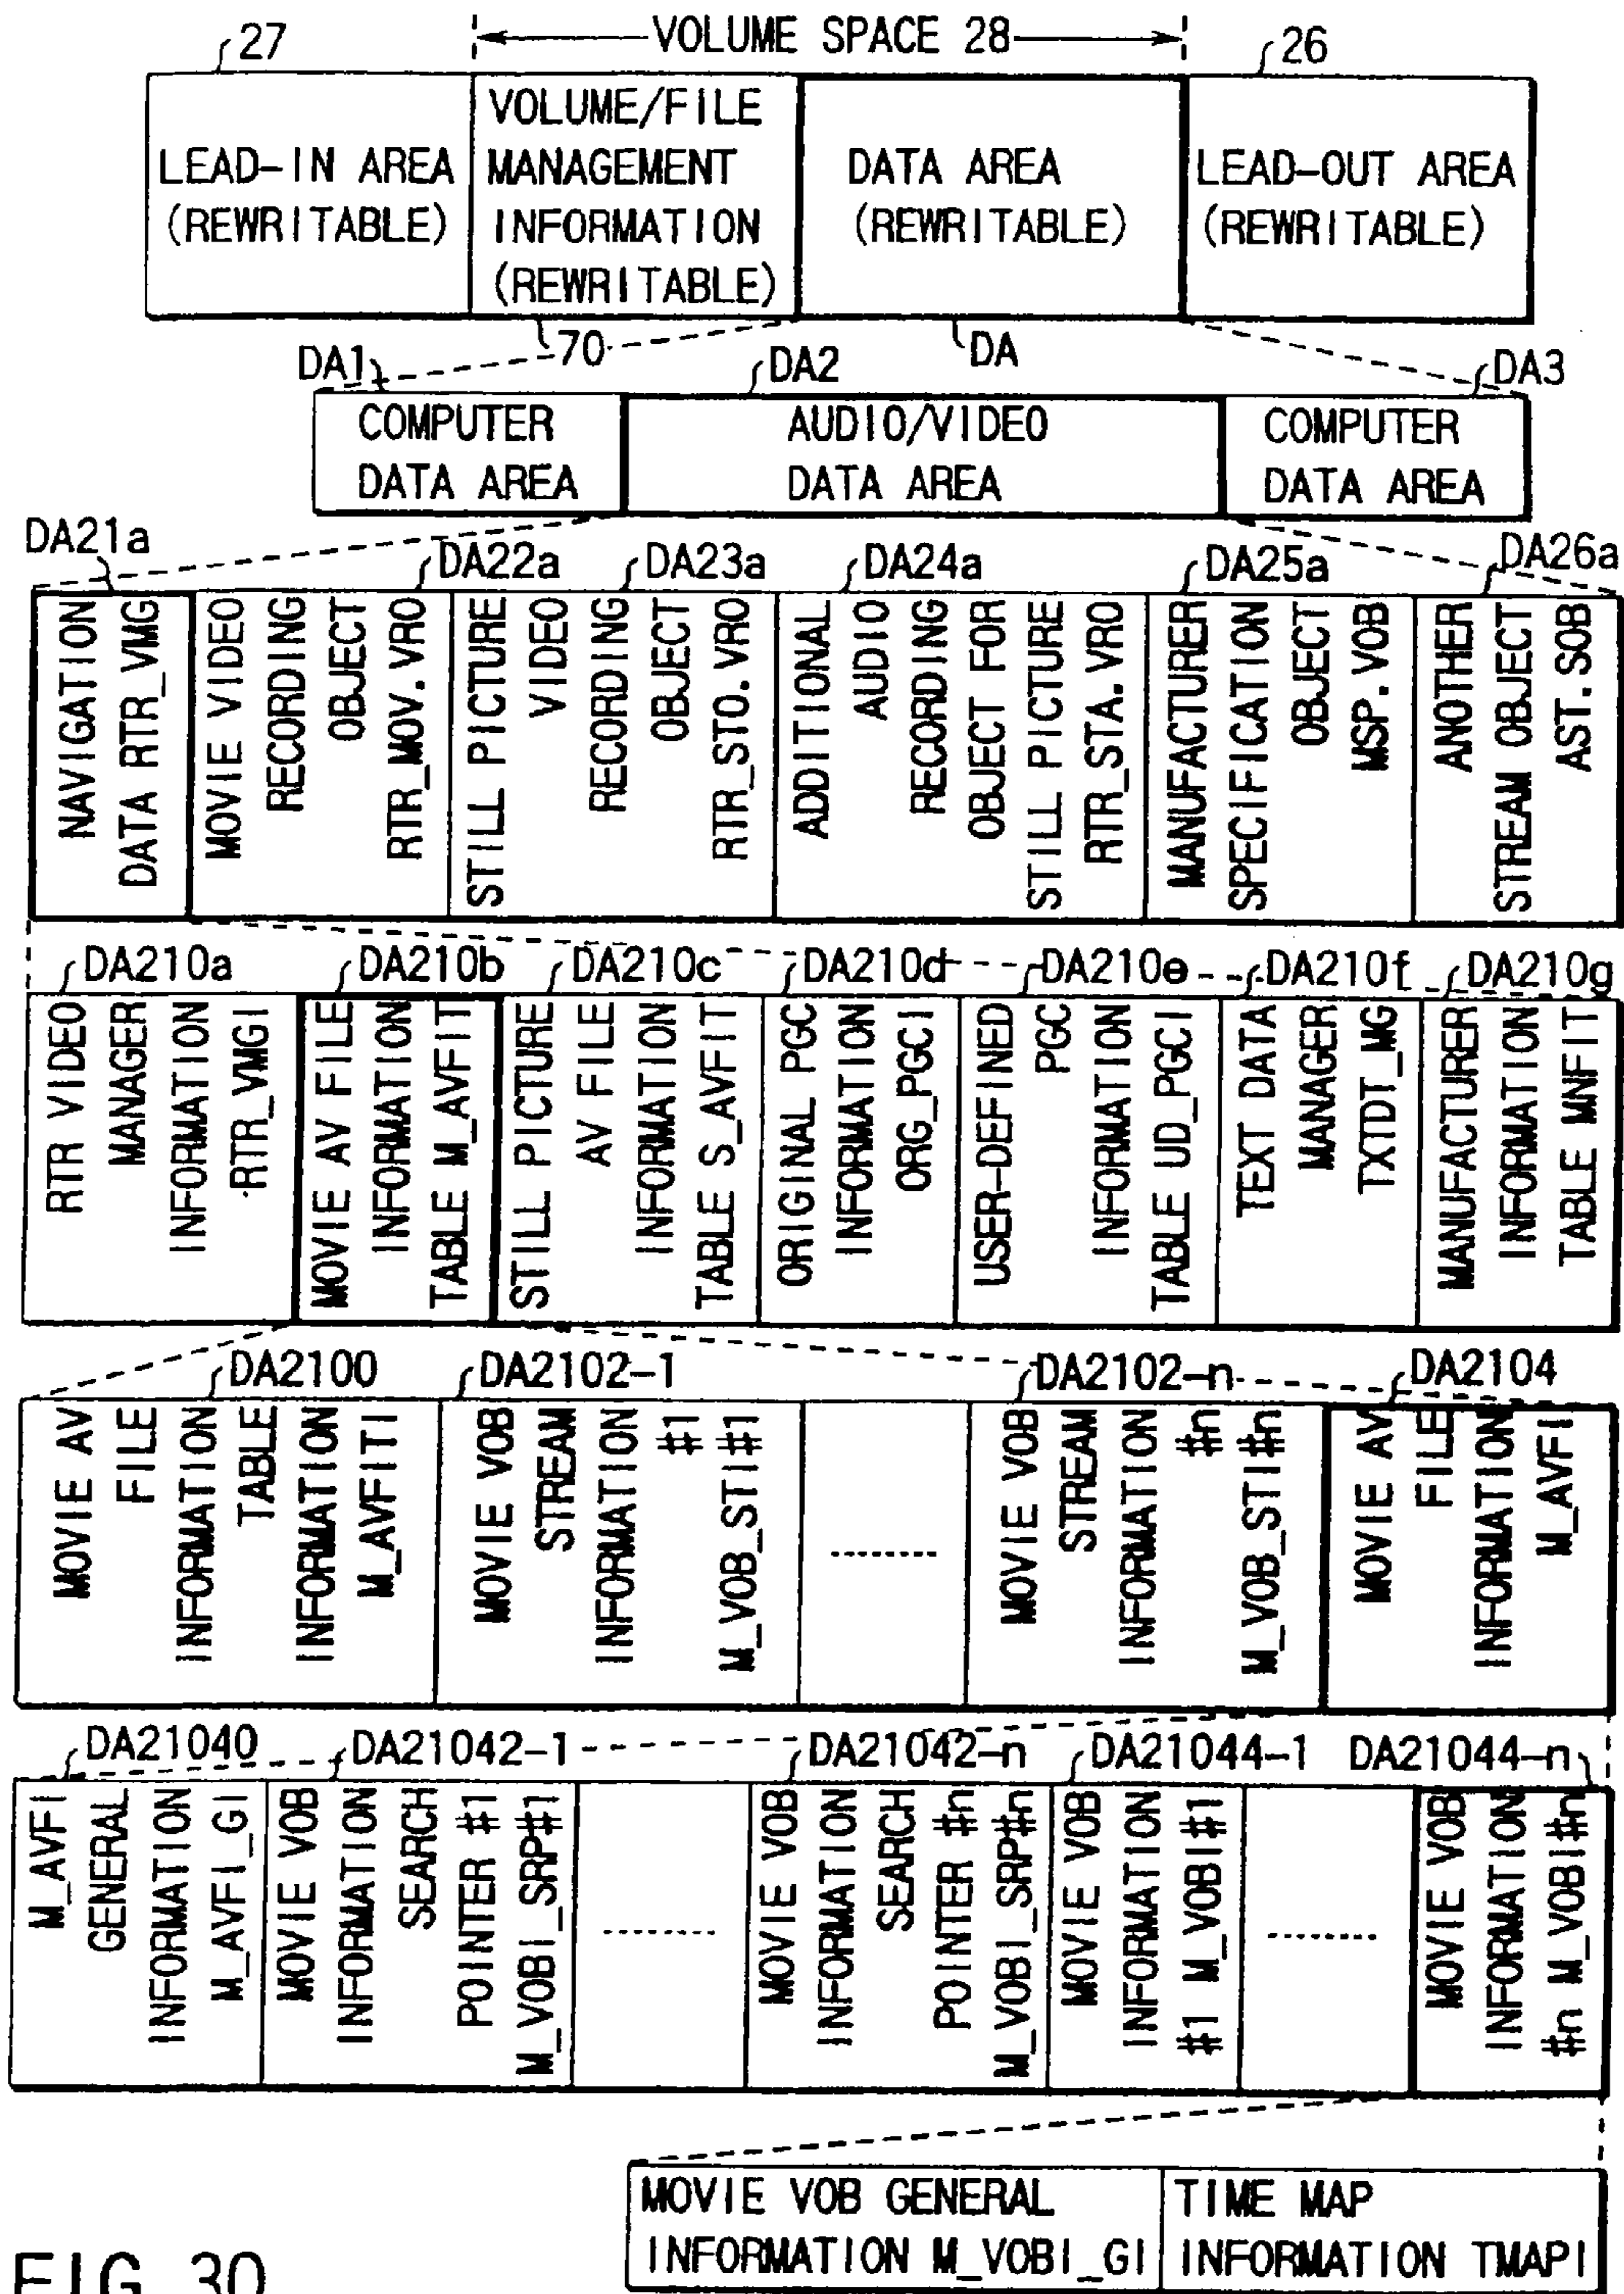 VOLUME SPACE 28
27
26
LEAD-IN AREA
(REWRITABLE)
VOLUME/FILE
MANAGEMENT
INFORMATION
(REWRITABLE)
DATA AREA
(REWRITABLE)
LEAD-OUT AREA
(REWRITABLE)
70
DA
DA1
DA2
DA3
COMPUTER
DATA AREA
AUDIO/VIDEO
DATA AREA
COMPUTER
DATA AREA
DA21a
DA22a
DA23a
DA24a
DA25a
DA26a
NAVIGATION
DATA RTR_VMG
MOVIE VIDEO
RECORDING
OBJECT
RTR_MOV.VRO
STILL PICTURE
VIDEO
RECORDING
OBJECT
RTR_STO.VRO
ADDITIONAL
AUDIO
RECORDING
OBJECT FOR
STILL PICTURE
RTR_STA.VRO
MANUFACTURER
SPECIFICATION
OBJECT
MSP.VOB
ANOTHER
STREAM OBJECT
AST.SOB
DA210a
DA210b
DA210c
DA210d
DA210e
DA210f
DA210g
RTR VIDEO
MANAGER
INFORMATION
RTR_VMGI
MOVIE AV FILE
INFORMATION
TABLE M_AVFIT
STILL PICTURE
AV FILE
INFORMATION
TABLE S_AVFIT
ORIGINAL PGC
INFORMATION
ORG_PGCI
USER-DEFINED
PGC
INFORMATION
TABLE UD_PGCI
TEXT DATA
MANAGER
TXTDT_MG
MANUFACTURER
INFORMATION
TABLE MNFIT
DA2100
DA2102-1
DA2102-n
DA2104
MOVIE AV
FILE
INFORMATION
TABLE
INFORMATION
M_AVFITI
MOVIE VOB
STREAM
INFORMATION
#1
M_VOB_STI#1
---------
MOVIE VOB
STREAM
INFORMATION
#n
M_VOB_STI#n
MOVIE AV
FILE
INFORMATION
M_AVFI
DA21040
DA21042-1
DA21042-n
DA21044-1
DA21044-n
M_AVFI
GENERAL
INFORMATION
M_AVFI_GI
MOVIE VOB
INFORMATION
SEARCH
POINTER #1
M_VOBI_SRP#1
---------
MOVIE VOB
INFORMATION
SEARCH
POINTER #n
M_VOBI_SRP#n
MOVIE VOB
INFORMATION
#1 M_VOBI#1
---------
MOVIE VOB
INFORMATION
#n M_VOBI#n
MOVIE VOB GENERAL
INFORMATION M_VOBI_GI
TIME MAP
INFORMATION TMAPI
FIG. 30